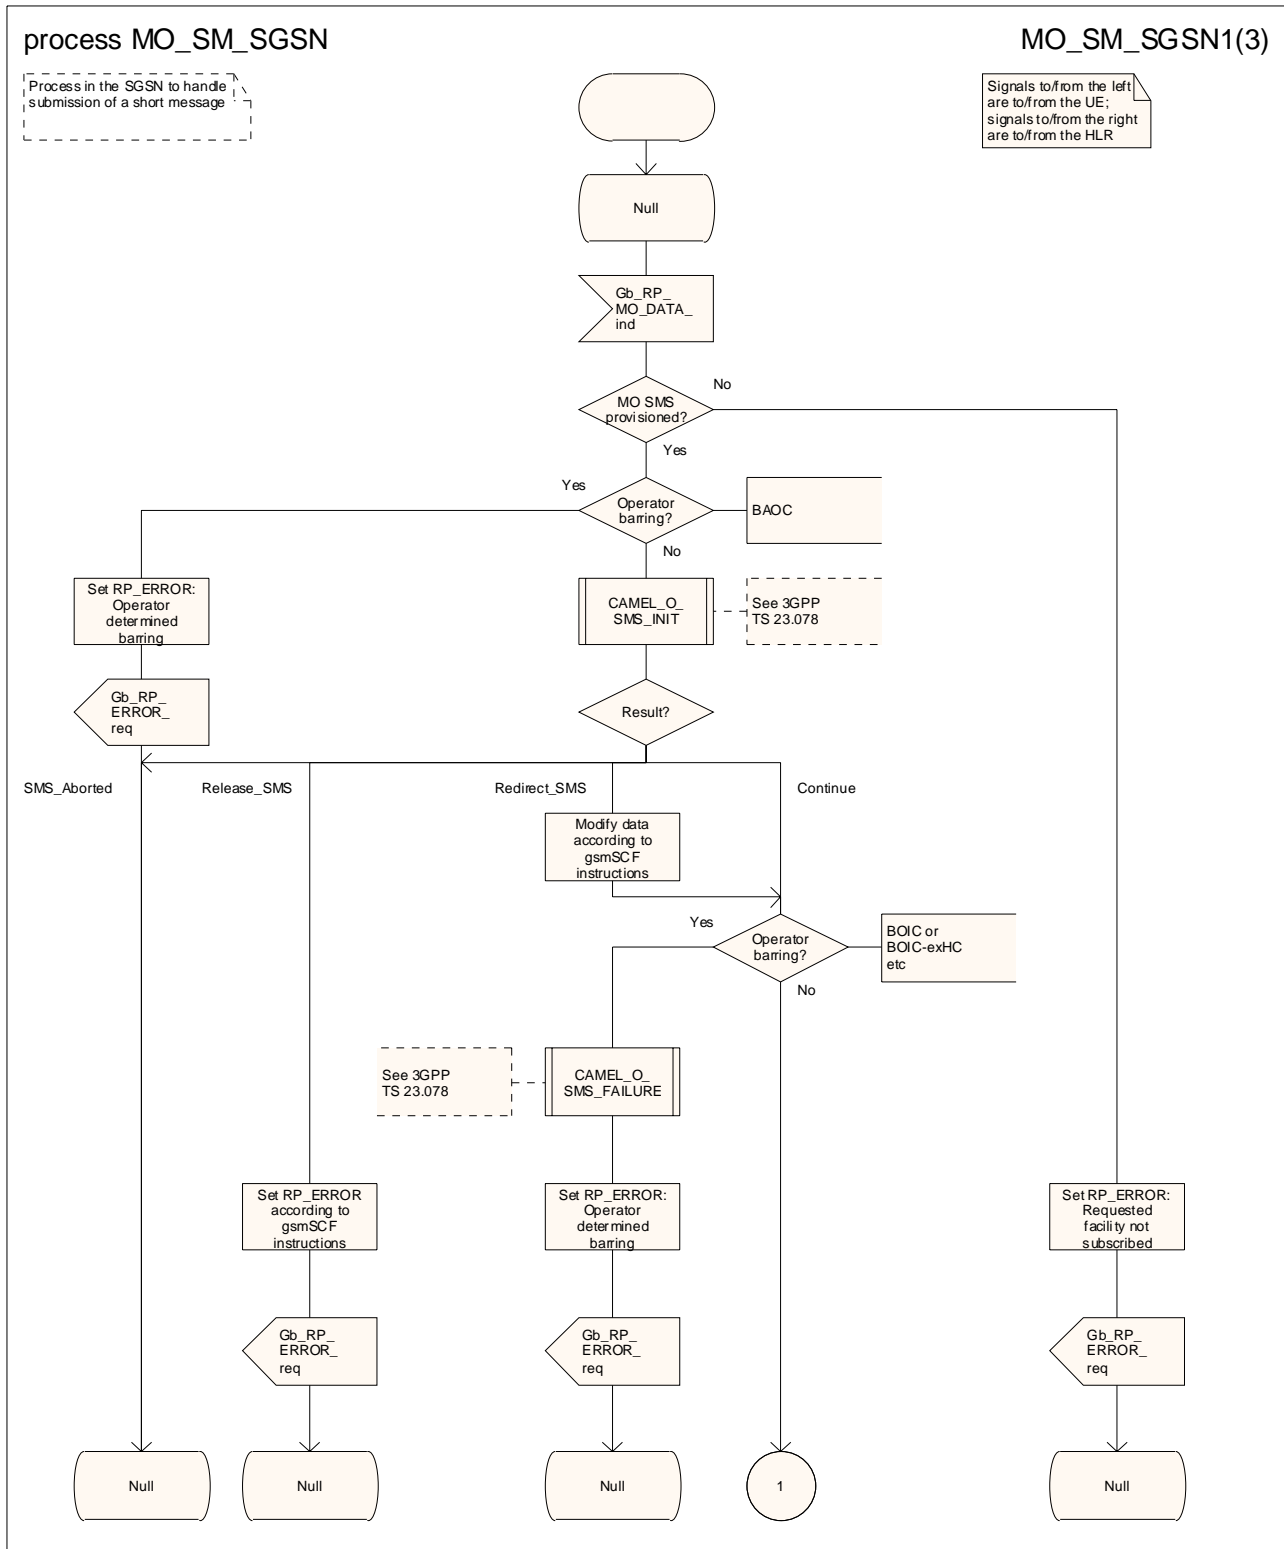 process MO_SM_SGSN
MO_SM_SGSN1(3)
Process in the SGSN to handle
submission of a short message
Signals to/from the left
are to/from the UE;
signals to/from the right
are to/from the HLR
Null
Gb_RP_
MO_DATA_
ind
No
MO SMS
provisioned?
Yes
Yes
Operator
barring?
BAOC
No
Set RP_ERROR:
Operator
determined
barring
CAMEL_O_
SMS_INIT
See 3GPP
TS 23.078
Gb_RP_
ERROR_
req
Result?
SMS_Aborted
Release_SMS
Redirect_SMS
Continue
Modify data
according to
gsmSCF
instructions
Yes
Operator
barring?
BOIC or
BOIC-exHC
etc
No
See 3GPP
TS 23.078
CAMEL_O_
SMS_FAILURE
Set RP_ERROR
according to
gsmSCF
instructions
Set RP_ERROR:
Operator
determined
barring
Set RP_ERROR:
Requested
facility not
subscribed
Gb_RP_
ERROR_
req
Gb_RP_
ERROR_
req
Gb_RP_
ERROR_
req
Null
Null
Null
1
Null